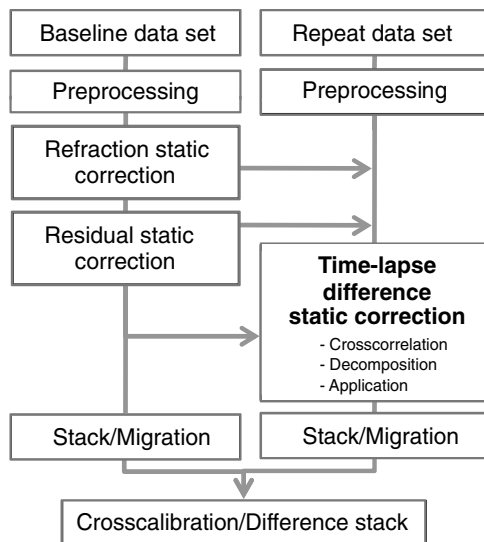 Baseline data set
Repeat data set
Preprocessing
Preprocessing
Refraction static
correction
Residual static
correction
Time-lapse
difference
static correction
- Crosscorrelation
- Decomposition
- Application
Stack/Migration
Stack/Migration
Crosscalibration/Difference stack